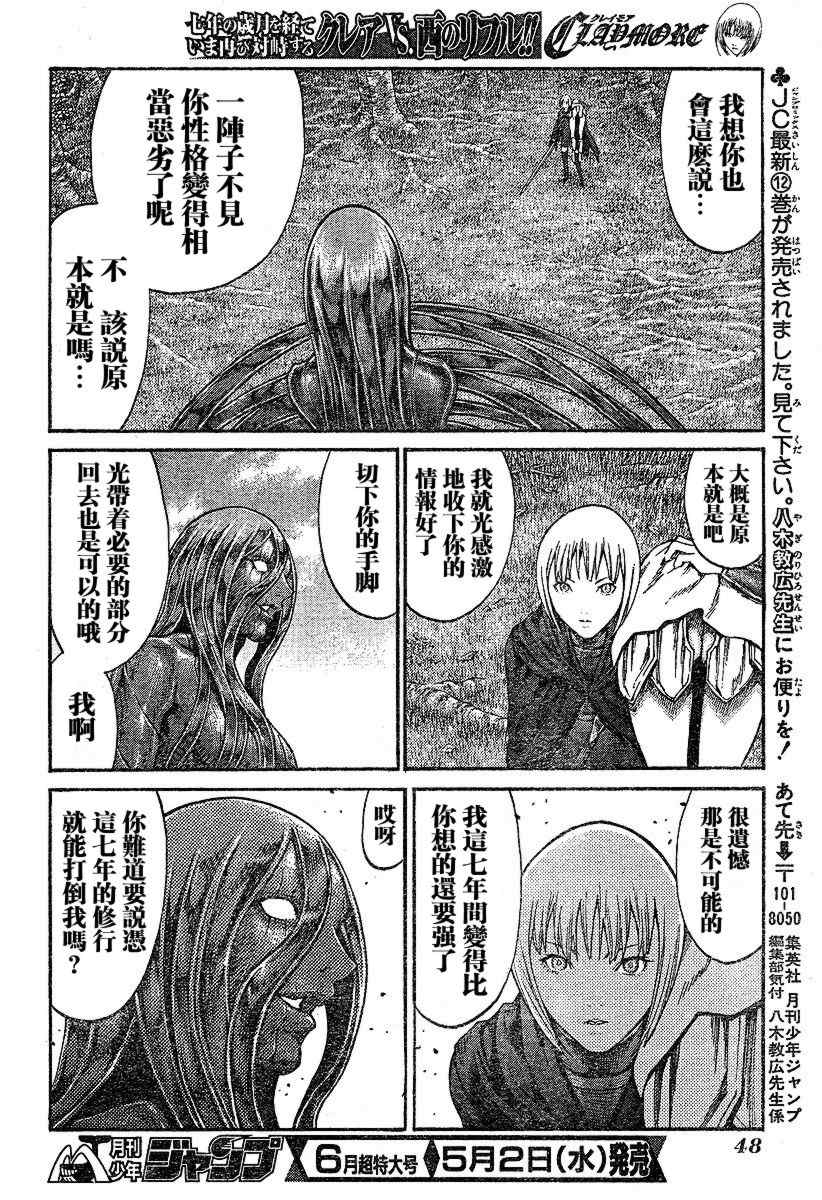 七年の歳月を経て
いま再び対峙する
クレアVS.西のリフル!!
クレイモア
CLAYMORE
我想你也
會這麼說…
一陣子不見
你性格變得相
當惡劣了呢
不 該說原
本就是嗎…
大概是原
本就是吧
我就光感激
地收下你的
情報好了
切下你的手脚
光帶着必要的部分
回去也是可以的哦
我啊
很遺憾
那是不可能的
我這七年間變得比
你想的還要强了
哎呀
你難道要說憑
這七年的修行
就能打倒我嗎？
♣JC最新⑫巻が発売されました。見て下さい。八木教広先生にお便りを！
あて先➡〒101-8050 集英社 月刊少年ジャンプ
編集部気付 八木教広先生係
48
月刊
少年
ジャンプ
6月超特大号
5月2日(水)発売